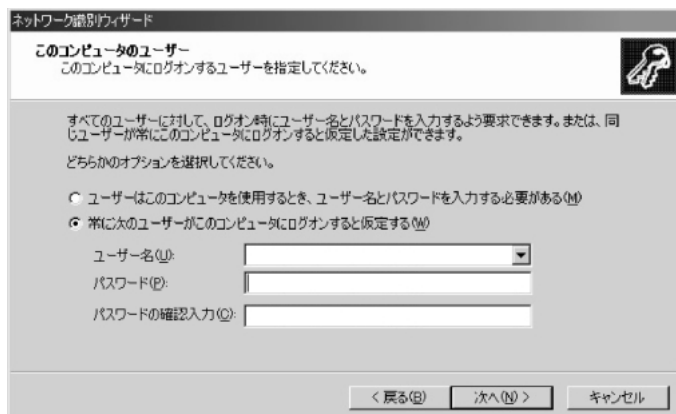 ネットワーク識別ウィザード
このコンピュータのユーザー
このコンピュータにログオンするユーザーを指定してください。
すべてのユーザーに対して、ログオン時にユーザー名とパスワードを入力するよう要求できます。または、同
じユーザーが常にこのコンピュータにログオンすると仮定した設定ができます。
どちらかのオプションを選択してください。
ユーザーはこのコンピュータを使用するとき、ユーザー名とパスワードを入力する必要がある(M)
常に次のユーザーがこのコンピュータにログオンすると仮定する(W)
ユーザー名(U):
パスワード(P):
パスワードの確認入力(C):
< 戻る(B) 次へ(N) > キャンセル